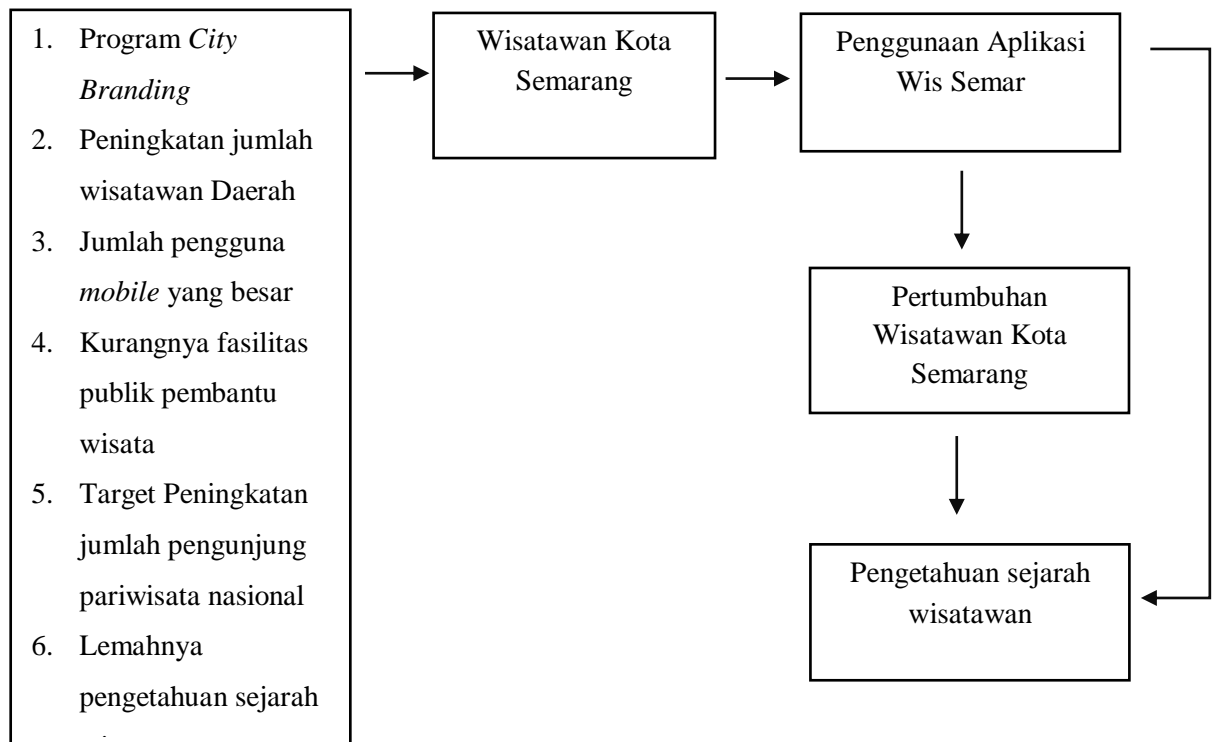 1. Program City
Branding
2. Peningkatan jumlah
wisatawan Daerah
3. Jumlah pengguna
mobile yang besar
4. Kurangnya fasilitas
publik pembantu
wisata
5. Target Peningkatan
jumlah pengunjung
pariwisata nasional
6. Lemahnya
pengetahuan sejarah
Wisatawan Kota
Semarang
Penggunaan Aplikasi
Wis Semar
Pertumbuhan
Wisatawan Kota
Semarang
Pengetahuan sejarah
wisatawan